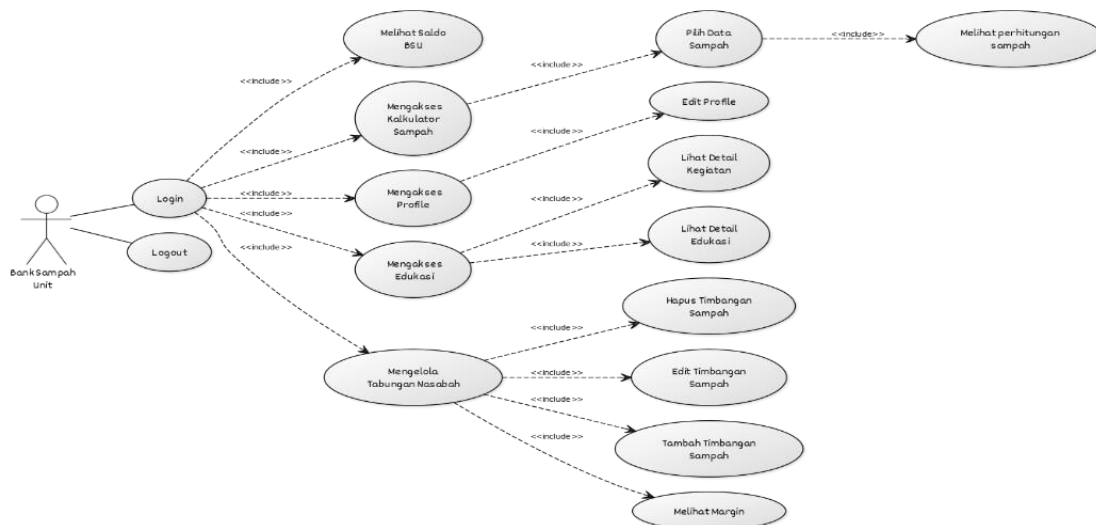 Melihat Saldo
BSU
Pilih Data
Sampah
<<include>>
Melihat perhitungan
sampah
<<include>>
<<include>>
Mengakses
Kalkulator
Sampah
Edit Profile
<<include>>
<<include>>
Lihat Detail
Kegiatan
Login
<<include>>
Mengakses
Profile
<<include>>
<<include>>
Lihat Detail
Edukasi
<<include>>
Logout
<<include>>
Mengakses
Edukasi
Bank Sampah
Unit
Hapus Timbangan
Sampah
<<include>>
Mengelola
Tabungan Nasabah
<<include>>
Edit Timbangan
Sampah
<<include>>
Tambah Timbangan
Sampah
<<include>>
Melihat Margin